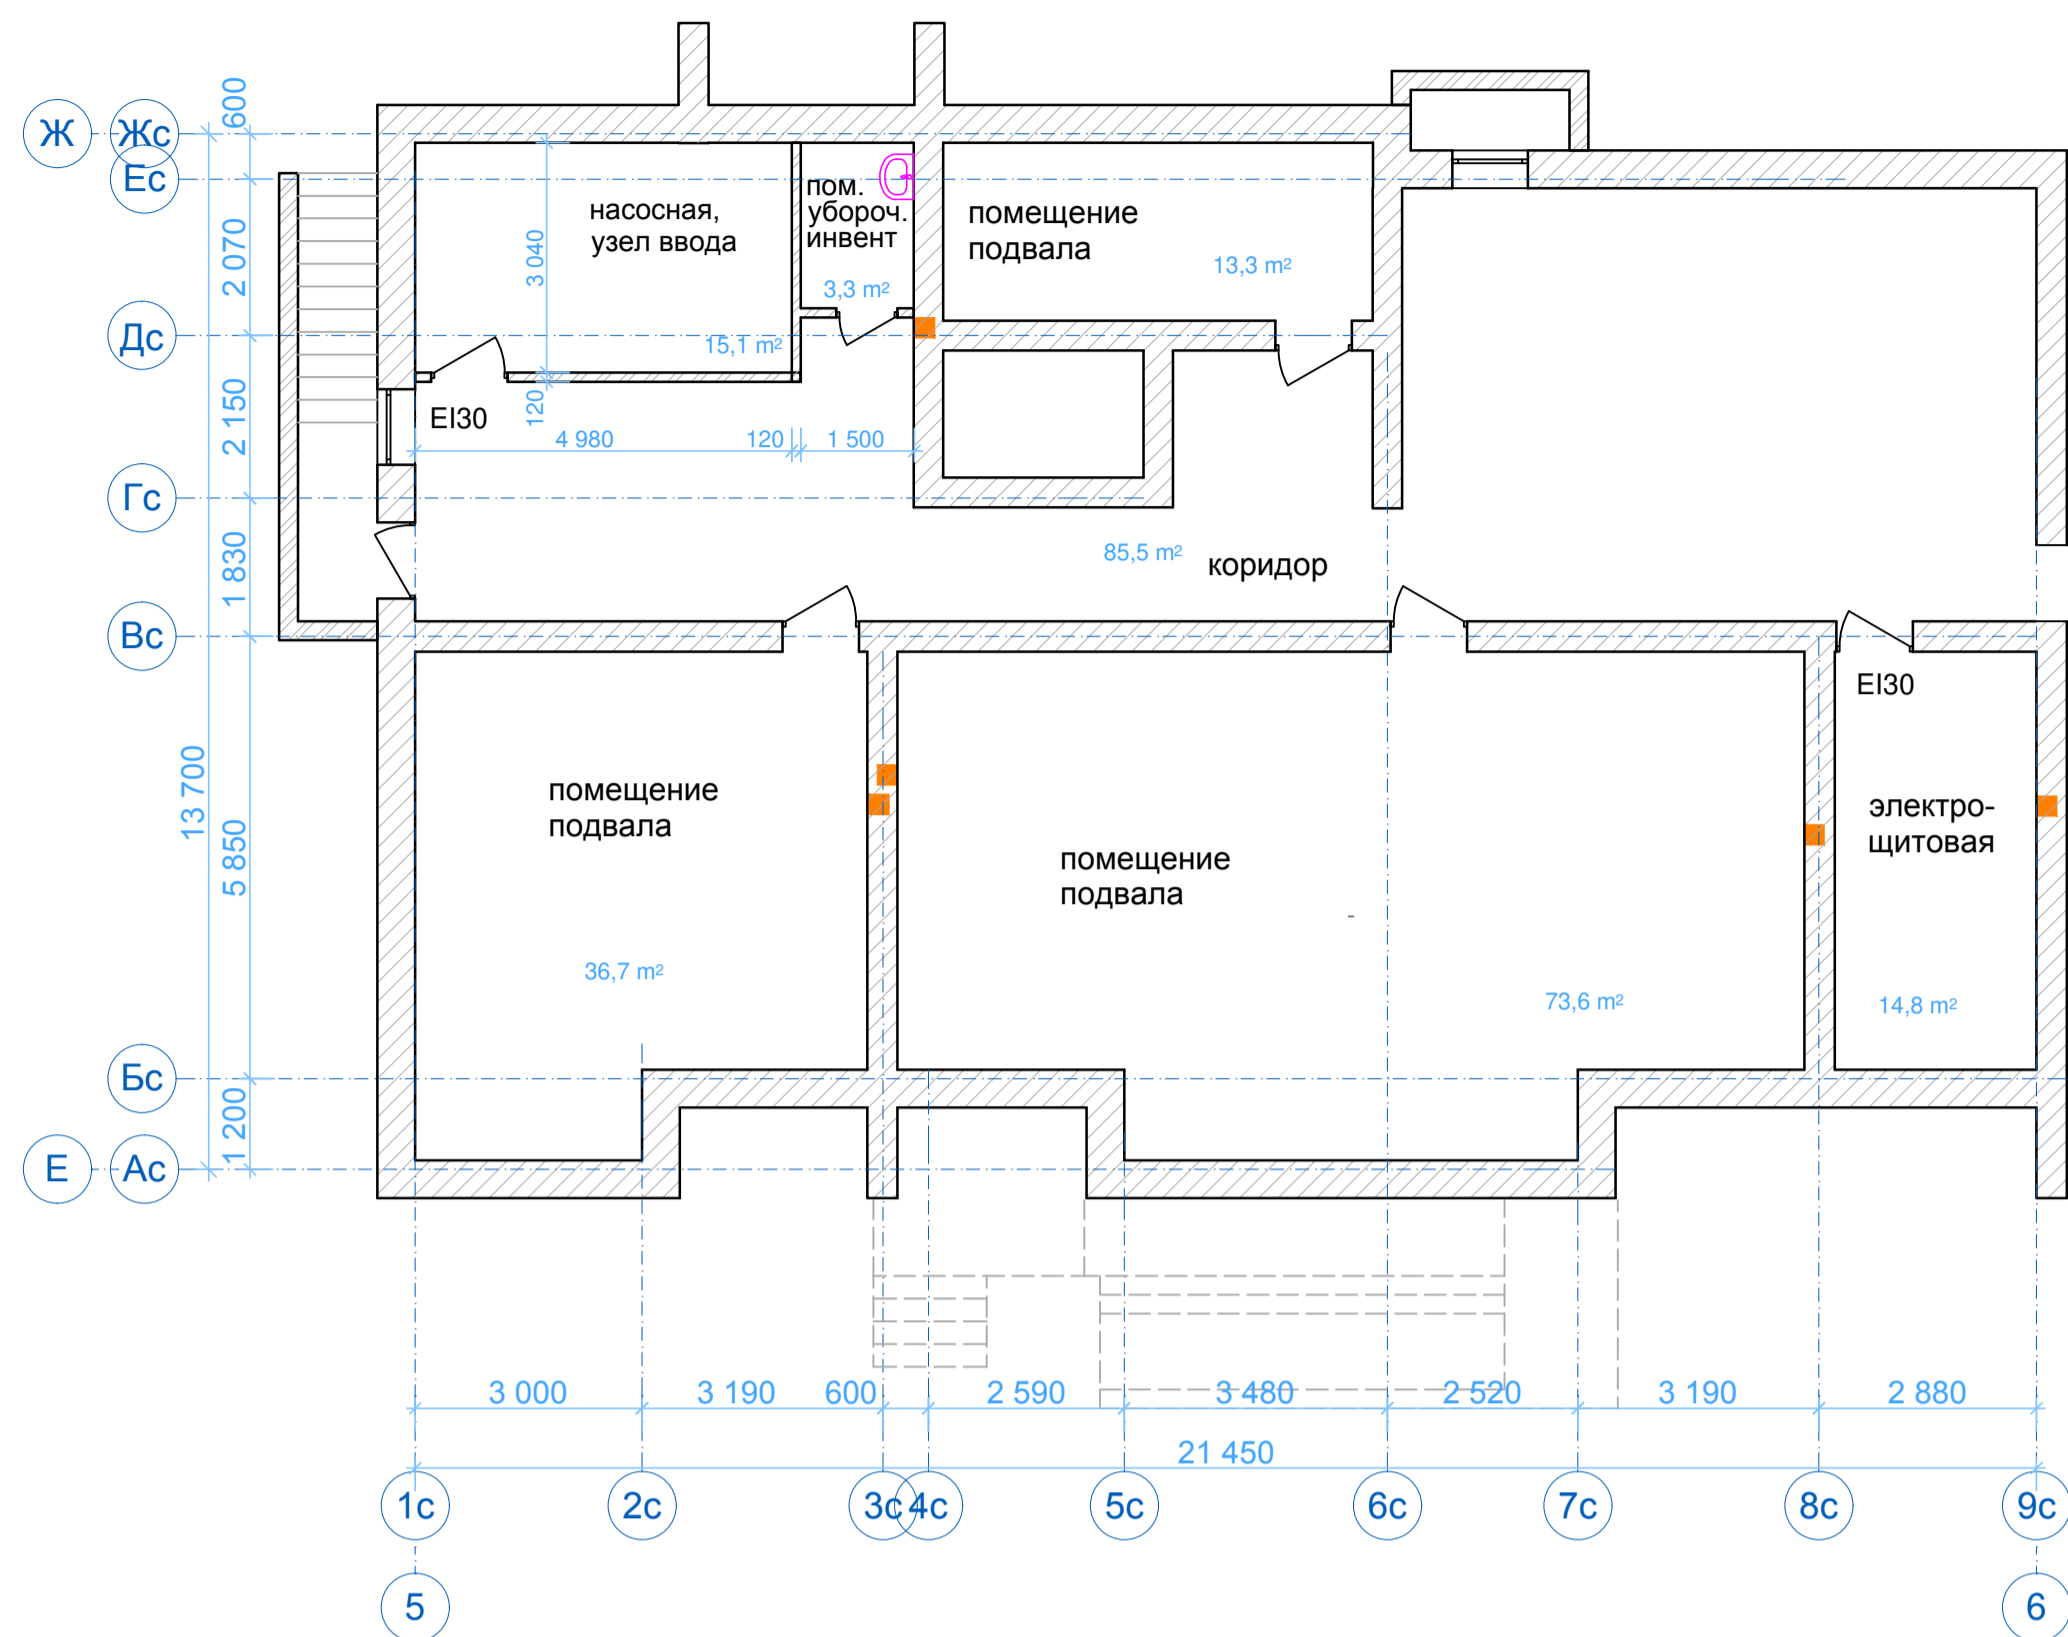 600
Ж
Жс
Ес
насосная,
узел ввода
пом.
убороч.
инвент
помещение
подвала
13,3 m²
3,3 m²
15,1 m²
3 040
120
2 070
Дс
EI30
4 980
120
1 500
2 150
Гс
85,5 m²
коридор
1 830
Вс
EI30
13 700
5 850
помещение
подвала
36,7 m²
помещение
подвала
73,6 m²
электро-
щитовая
14,8 m²
Бс
1 200
Е
Ас
3 000
3 190
600
2 590
3 480
2 520
3 190
2 880
21 450
1с
2с
3с
4с
5с
6с
7с
8с
9с
5
6